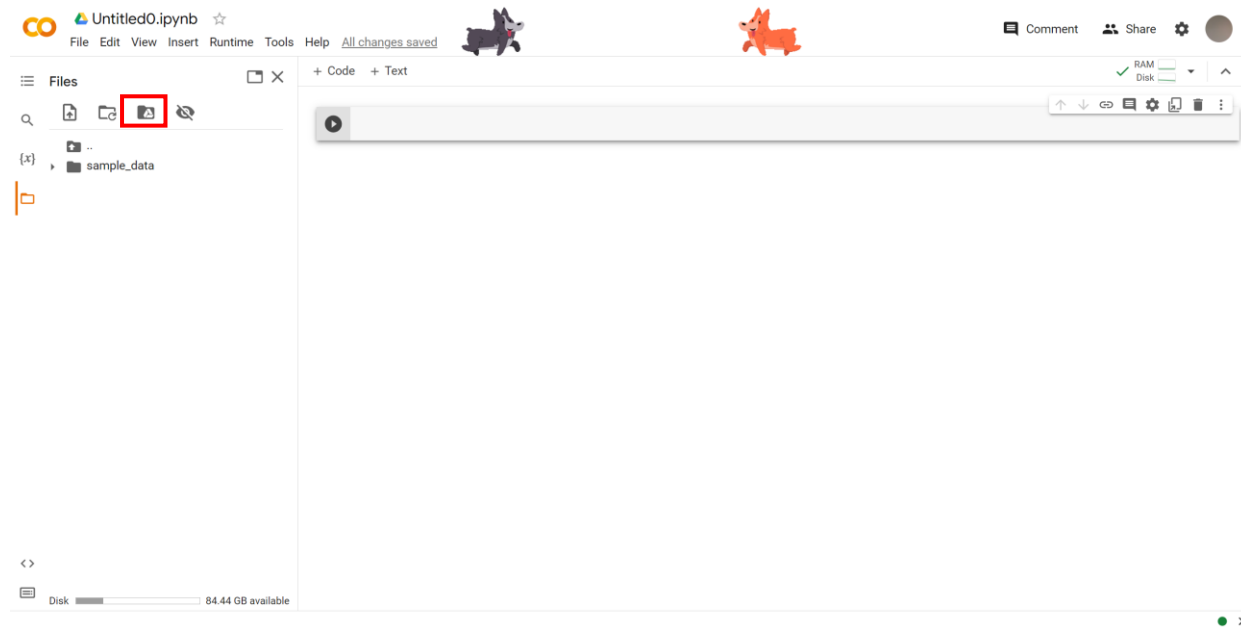 Untitled0.ipynb
File Edit View Insert Runtime Tools Help All changes saved
Comment
Share
Files
+ Code + Text
RAM
Disk
{x}
..
sample_data
<>
Disk
84.44 GB available